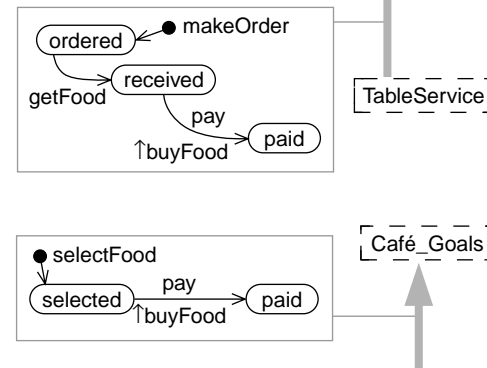 makeOrder
ordered
received
getFood
pay
↑buyFood
paid
TableService
Café_Goals
selectFood
selected
pay
↑buyFood
paid